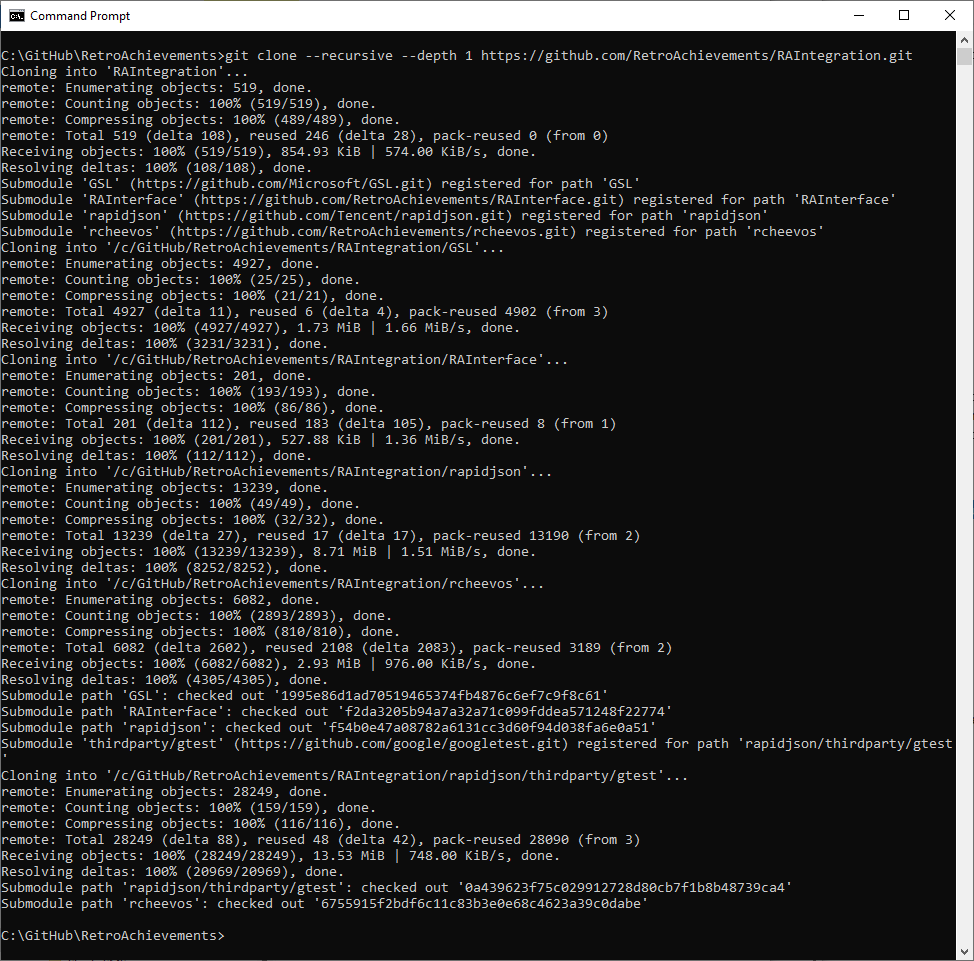 Command Prompt
C:\GitHub\RetroAchievements>git clone --recursive --depth 1 https://github.com/RetroAchievements/RAIntegration.git
Cloning into 'RAIntegration'...
remote: Enumerating objects: 519, done.
remote: Counting objects: 100% (519/519), done.
remote: Compressing objects: 100% (489/489), done.
remote: Total 519 (delta 108), reused 246 (delta 28), pack-reused 0 (from 0)
Receiving objects: 100% (519/519), 854.93 KiB | 574.00 KiB/s, done.
Resolving deltas: 100% (108/108), done.
Submodule 'GSL' (https://github.com/Microsoft/GSL.git) registered for path 'GSL'
Submodule 'RAInterface' (https://github.com/RetroAchievements/RAInterface.git) registered for path 'RAInterface'
Submodule 'rapidjson' (https://github.com/Tencent/rapidjson.git) registered for path 'rapidjson'
Submodule 'rcheevos' (https://github.com/RetroAchievements/rcheevos.git) registered for path 'rcheevos'
Cloning into '/c/GitHub/RetroAchievements/RAIntegration/GSL'...
remote: Enumerating objects: 4927, done.
remote: Counting objects: 100% (25/25), done.
remote: Compressing objects: 100% (21/21), done.
remote: Total 4927 (delta 11), reused 6 (delta 4), pack-reused 4902 (from 3)
Receiving objects: 100% (4927/4927), 1.73 MiB | 1.66 MiB/s, done.
Resolving deltas: 100% (3231/3231), done.
Cloning into '/c/GitHub/RetroAchievements/RAIntegration/RAInterface'...
remote: Enumerating objects: 201, done.
remote: Counting objects: 100% (193/193), done.
remote: Compressing objects: 100% (86/86), done.
remote: Total 201 (delta 112), reused 183 (delta 105), pack-reused 8 (from 1)
Receiving objects: 100% (201/201), 527.88 KiB | 1.36 MiB/s, done.
Resolving deltas: 100% (112/112), done.
Cloning into '/c/GitHub/RetroAchievements/RAIntegration/rapidjson'...
remote: Enumerating objects: 13239, done.
remote: Counting objects: 100% (49/49), done.
remote: Compressing objects: 100% (32/32), done.
remote: Total 13239 (delta 27), reused 17 (delta 17), pack-reused 13190 (from 2)
Receiving objects: 100% (13239/13239), 8.71 MiB | 1.51 MiB/s, done.
Resolving deltas: 100% (8252/8252), done.
Cloning into '/c/GitHub/RetroAchievements/RAIntegration/rcheevos'...
remote: Enumerating objects: 6082, done.
remote: Counting objects: 100% (2893/2893), done.
remote: Compressing objects: 100% (810/810), done.
remote: Total 6082 (delta 2602), reused 2108 (delta 2083), pack-reused 3189 (from 2)
Receiving objects: 100% (6082/6082), 2.93 MiB | 976.00 KiB/s, done.
Resolving deltas: 100% (4305/4305), done.
Submodule path 'GSL': checked out '1995e86d1ad70519465374fb4876c6ef7c9f8c61'
Submodule path 'RAInterface': checked out 'f2da3205b94a7a32a71c099fddea571248f22774'
Submodule path 'rapidjson': checked out 'f54b0e47a08782a6131cc3d60f94d038fa6e0a51'
Submodule 'thirdparty/gtest' (https://github.com/google/googletest.git) registered for path 'rapidjson/thirdparty/gtest
'
Cloning into '/c/GitHub/RetroAchievements/RAIntegration/rapidjson/thirdparty/gtest'...
remote: Enumerating objects: 28249, done.
remote: Counting objects: 100% (159/159), done.
remote: Compressing objects: 100% (116/116), done.
remote: Total 28249 (delta 88), reused 48 (delta 42), pack-reused 28090 (from 3)
Receiving objects: 100% (28249/28249), 13.53 MiB | 748.00 KiB/s, done.
Resolving deltas: 100% (20969/20969), done.
Submodule path 'rapidjson/thirdparty/gtest': checked out '0a439623f75c029912728d80cb7f1b8b48739ca4'
Submodule path 'rcheevos': checked out '6755915f2bdf6c11c83b3e0e68c4623a39c0dabe'
C:\GitHub\RetroAchievements>